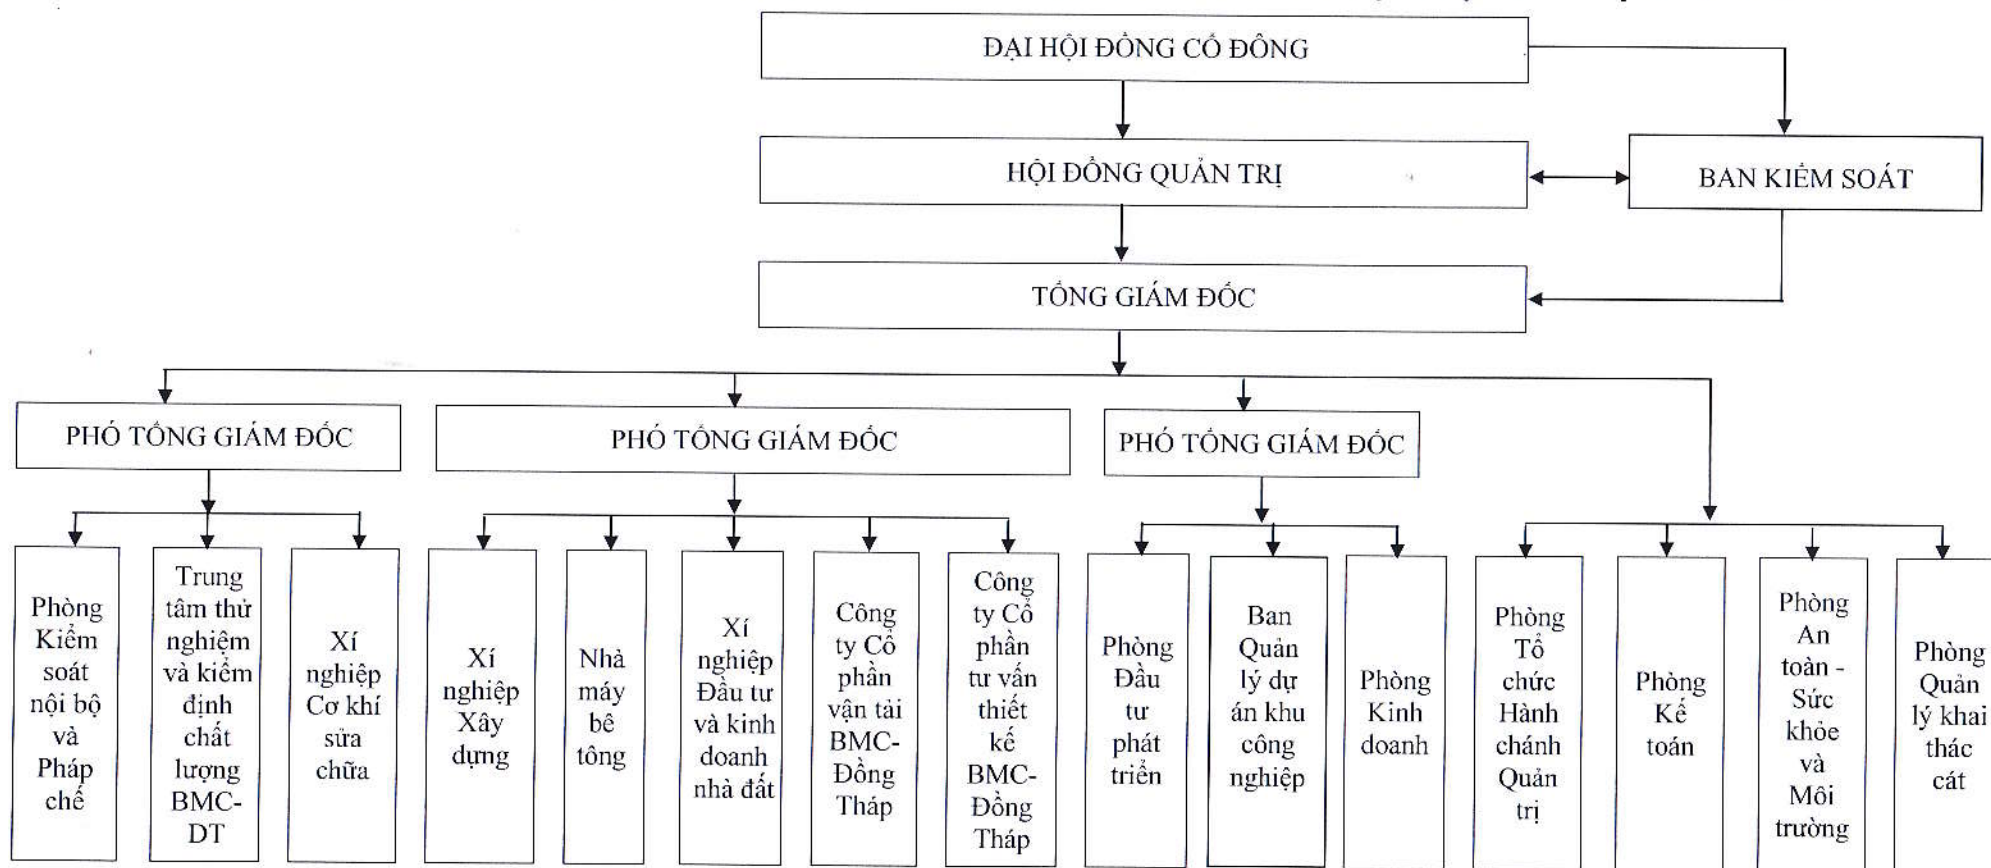 ĐẠI HỘI ĐỒNG CỔ ĐÔNG
HỘI ĐỒNG QUẢN TRỊ
BAN KIỂM SOÁT
TỔNG GIÁM ĐỐC
PHÓ TỔNG GIÁM ĐỐC
PHÓ TỔNG GIÁM ĐỐC
PHÓ TỔNG GIÁM ĐỐC
Phòng
Kiểm
soát
nội bộ
và
Pháp
chế
Trung
tâm thử
nghiệm
và kiểm
định
chất
lượng
BMC-
DT
Xí
nghiệp
Cơ khí
sửa
chữa
Xí
nghiệp
Xây
dựng
Nhà
máy
bê
tông
Xí
nghiệp
Đầu tư
và kinh
doanh
nhà đất
Công
ty Cổ
phần
vận tải
BMC-
Đồng
Tháp
Công
ty Cổ
phần
tư vấn
thiết
kế
BMC-
Đồng
Tháp
Phòng
Đầu
tư
phát
triển
Ban
Quản
lý dự
án khu
công
nghiệp
Phòng
Kinh
doanh
Phòng
Tổ
chức
Hành
chánh
Quản
trị
Phòng
Kế
toán
Phòng
An
toàn -
Sức
khỏe
và
Môi
trường
Phòng
Quản
lý khai
thác
cát